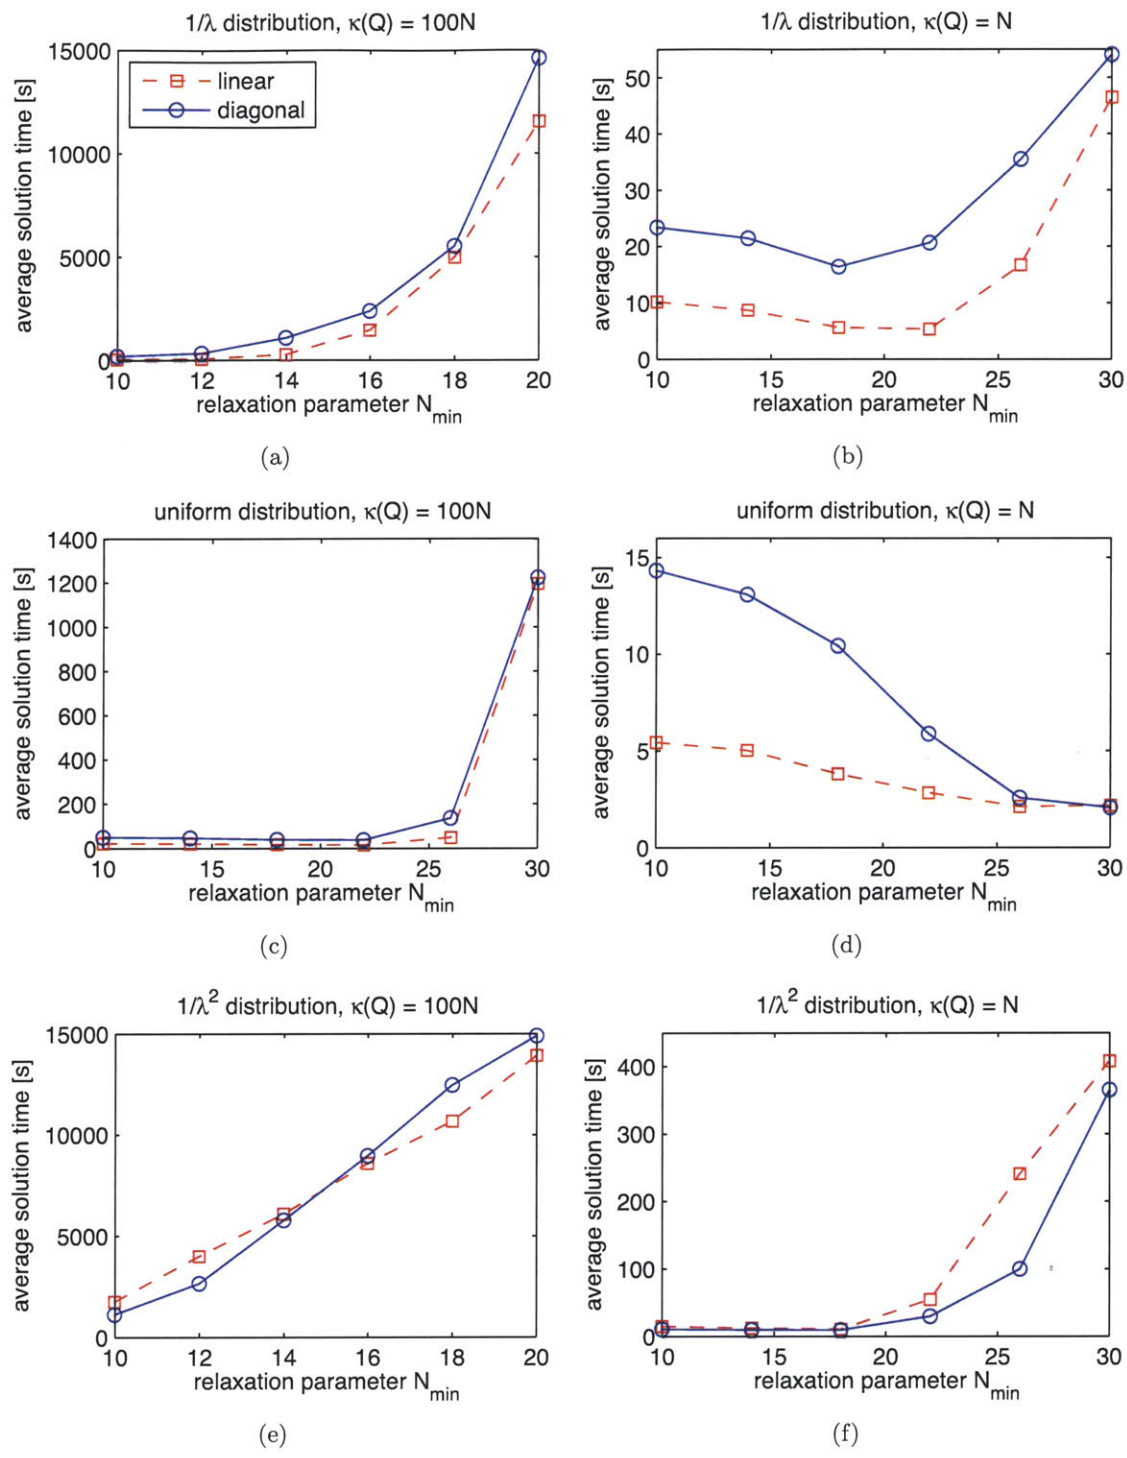 1/λ distribution, κ(Q) = 100N
15000
10000
5000
0
average solution time [s]
linear
diagonal
10 12 14 16 18 20
relaxation parameter N_min
(a)
1/λ distribution, κ(Q) = N
50
40
30
20
10
0
average solution time [s]
10 15 20 25 30
relaxation parameter N_min
(b)
uniform distribution, κ(Q) = 100N
1400
1200
1000
800
600
400
200
0
average solution time [s]
10 15 20 25 30
relaxation parameter N_min
(c)
uniform distribution, κ(Q) = N
15
10
5
0
average solution time [s]
10 15 20 25 30
relaxation parameter N_min
(d)
1/λ² distribution, κ(Q) = 100N
15000
10000
5000
0
average solution time [s]
10 12 14 16 18 20
relaxation parameter N_min
(e)
1/λ² distribution, κ(Q) = N
400
300
200
100
0
average solution time [s]
10 15 20 25 30
relaxation parameter N_min
(f)